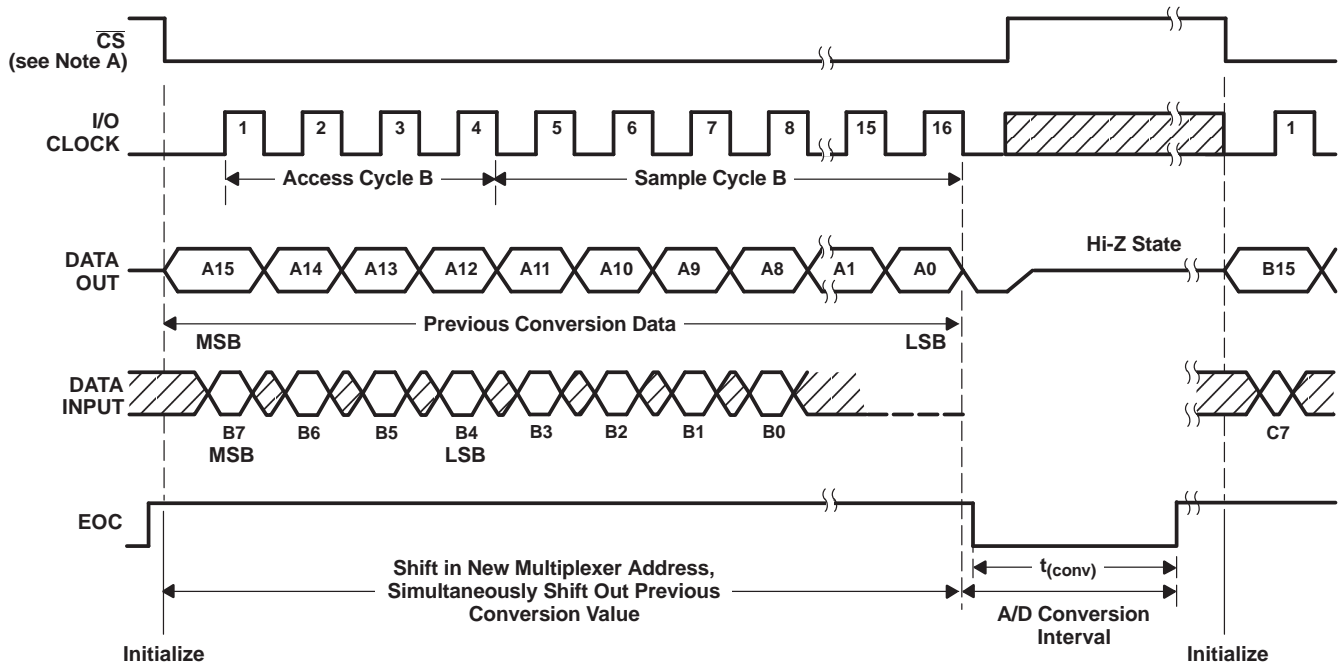 CS
(see Note A)
I/O
CLOCK
1 2 3 4 5 6 7 8 15 16 1
Access Cycle B Sample Cycle B
DATA
OUT
A15 A14 A13 A12 A11 A10 A9 A8 A1 A0 Hi-Z State B15
Previous Conversion Data
MSB LSB
DATA
INPUT
B7 B6 B5 B4 B3 B2 B1 B0 C7
MSB LSB
EOC
Shift in New Multiplexer Address,
Simultaneously Shift Out Previous
Conversion Value
t(conv)
A/D Conversion
Interval
Initialize Initialize